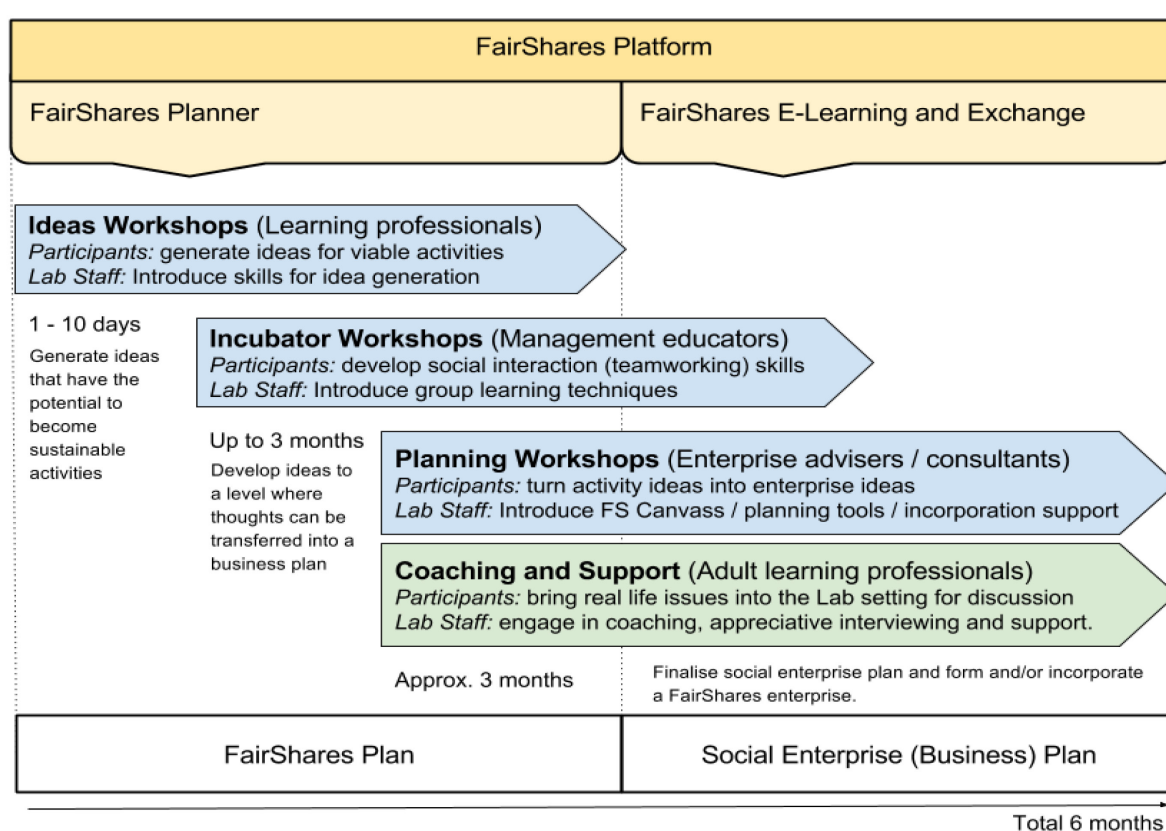 FairShares Platform
FairShares Planner
FairShares E-Learning and Exchange
Ideas Workshops (Learning professionals)
Participants: generate ideas for viable activities
Lab Staff: Introduce skills for idea generation
1 - 10 days
Generate ideas
that have the
potential to
become
sustainable
activities
Incubator Workshops (Management educators)
Participants: develop social interaction (teamworking) skills
Lab Staff: Introduce group learning techniques
Up to 3 months
Develop ideas to
a level where
thoughts can be
transferred into a
business plan
Planning Workshops (Enterprise advisers / consultants)
Participants: turn activity ideas into enterprise ideas
Lab Staff: Introduce FS Canvass / planning tools / incorporation support
Coaching and Support (Adult learning professionals)
Participants: bring real life issues into the Lab setting for discussion
Lab Staff: engage in coaching, appreciative interviewing and support.
Approx. 3 months
Finalise social enterprise plan and form and/or incorporate
a FairShares enterprise.
FairShares Plan
Social Enterprise (Business) Plan
Total 6 months